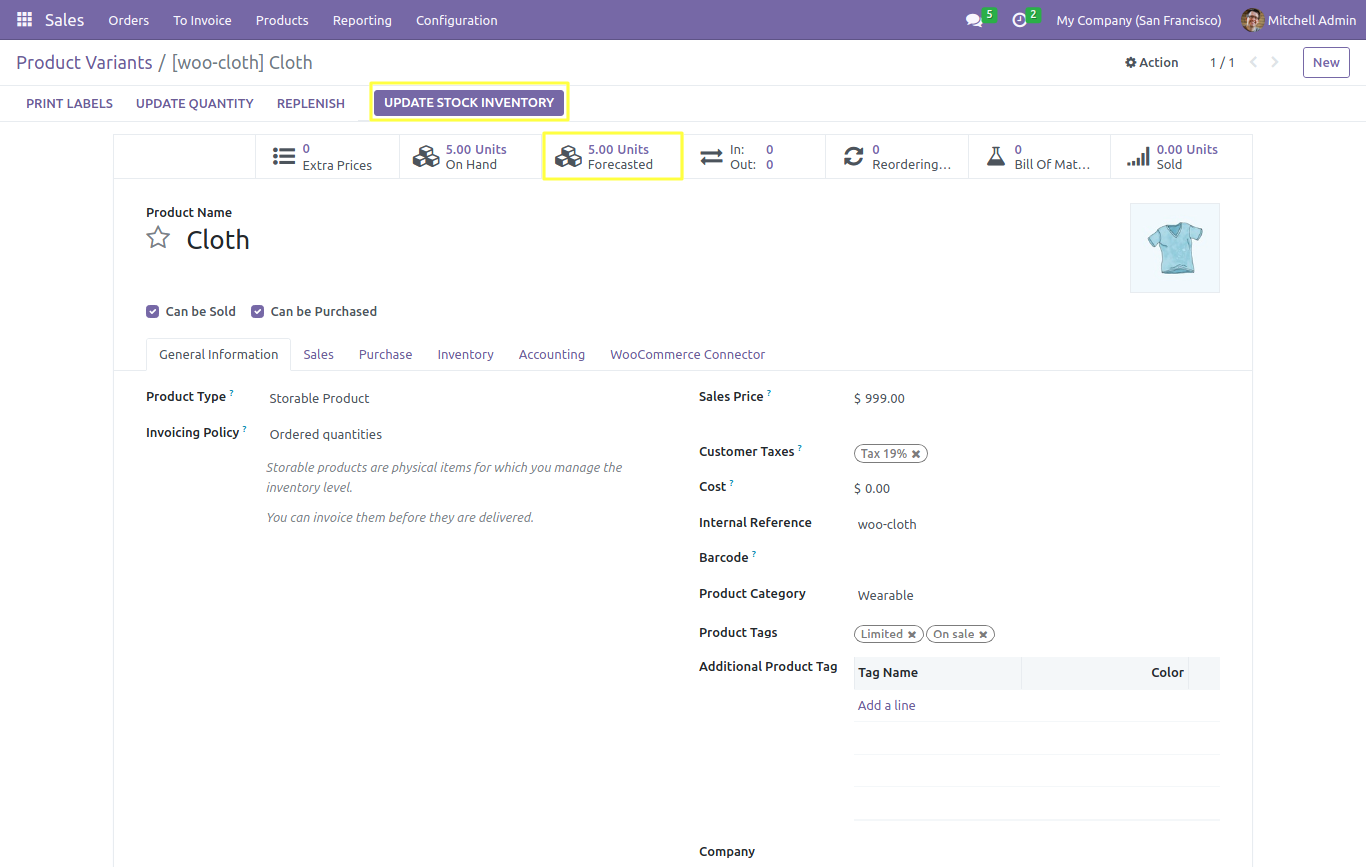 Sales Orders To Invoice Products Reporting Configuration 5 2 My Company (San Francisco) Mitchell Admin
Product Variants / [woo-cloth] Cloth Action 1 / 1 New
PRINT LABELS UPDATE QUANTITY REPLENISH UPDATE STOCK INVENTORY
0
Extra Prices
5.00 Units
On Hand
5.00 Units
Forecasted
In: 0
Out: 0
0
Reordering...
0
Bill Of Mat...
0.00 Units
Sold
Product Name
Cloth
Can be Sold Can be Purchased
General Information Sales Purchase Inventory Accounting WooCommerce Connector
Product Type ? Storable Product
Invoicing Policy ? Ordered quantities
Storable products are physical items for which you manage the
inventory level.
You can invoice them before they are delivered.
Sales Price ? $ 999.00
Customer Taxes ? Tax 19% ✖
Cost ? $ 0.00
Internal Reference woo-cloth
Barcode ?
Product Category Wearable
Product Tags Limited ✖ On sale ✖
Additional Product Tag Tag Name Color
Add a line
Company